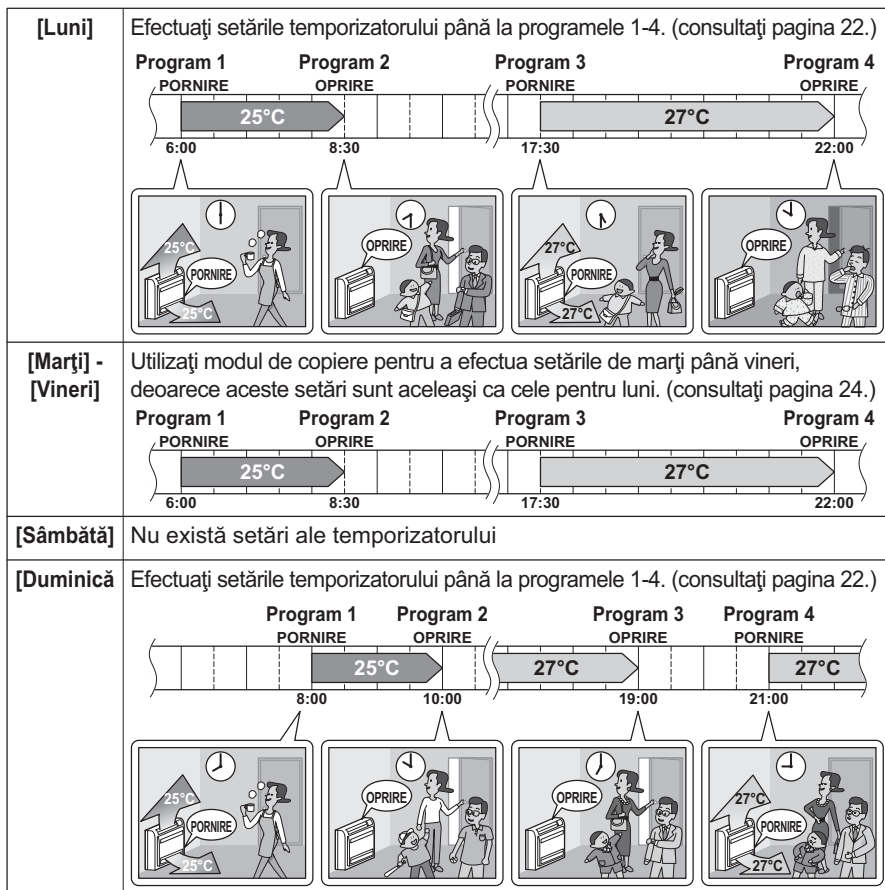 [Luni]
Efectuaţi setările temporizatorului până la programele 1-4. (consultaţi pagina 22.)
Program 1 Program 2 Program 3 Program 4
PORNIRE OPRIRE PORNIRE OPRIRE
25°C 27°C
6:00 8:30 17:30 22:00
25°C PORNIRE 25°C
OPRIRE
27°C PORNIRE 27°C
OPRIRE
[Marţi] -
[Vineri]
Utilizaţi modul de copiere pentru a efectua setările de marţi până vineri,
deoarece aceste setări sunt aceleaşi ca cele pentru luni. (consultaţi pagina 24.)
Program 1 Program 2 Program 3 Program 4
PORNIRE OPRIRE PORNIRE OPRIRE
25°C 27°C
6:00 8:30 17:30 22:00
[Sâmbătă]
Nu există setări ale temporizatorului
[Duminică
Efectuaţi setările temporizatorului până la programele 1-4. (consultaţi pagina 22.)
Program 1 Program 2 Program 3 Program 4
PORNIRE OPRIRE OPRIRE PORNIRE
25°C 27°C 27°C
8:00 10:00 19:00 21:00
25°C PORNIRE 25°C
OPRIRE
OPRIRE
27°C PORNIRE 27°C